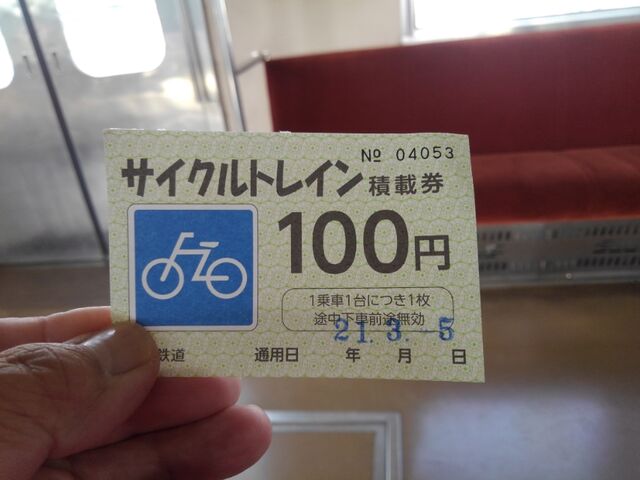 № 04053
サイクルトレイン積載券
100円
1乗車1台につき1枚
途中下車前途無効
21.3.-5
鉄道 通用日 年 月 日